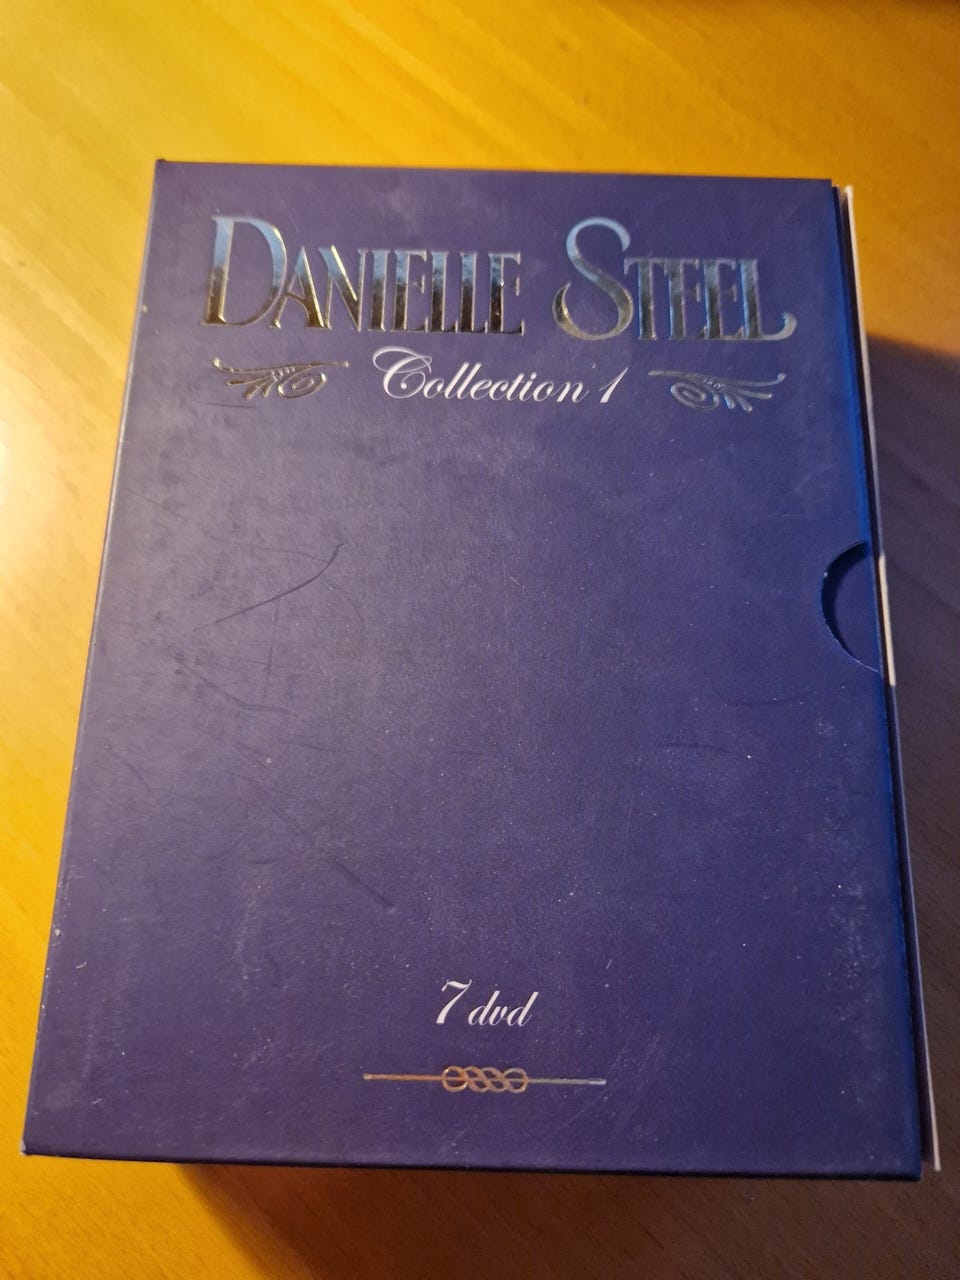 DANIELLE STEEL
Collection 1
7 dvd